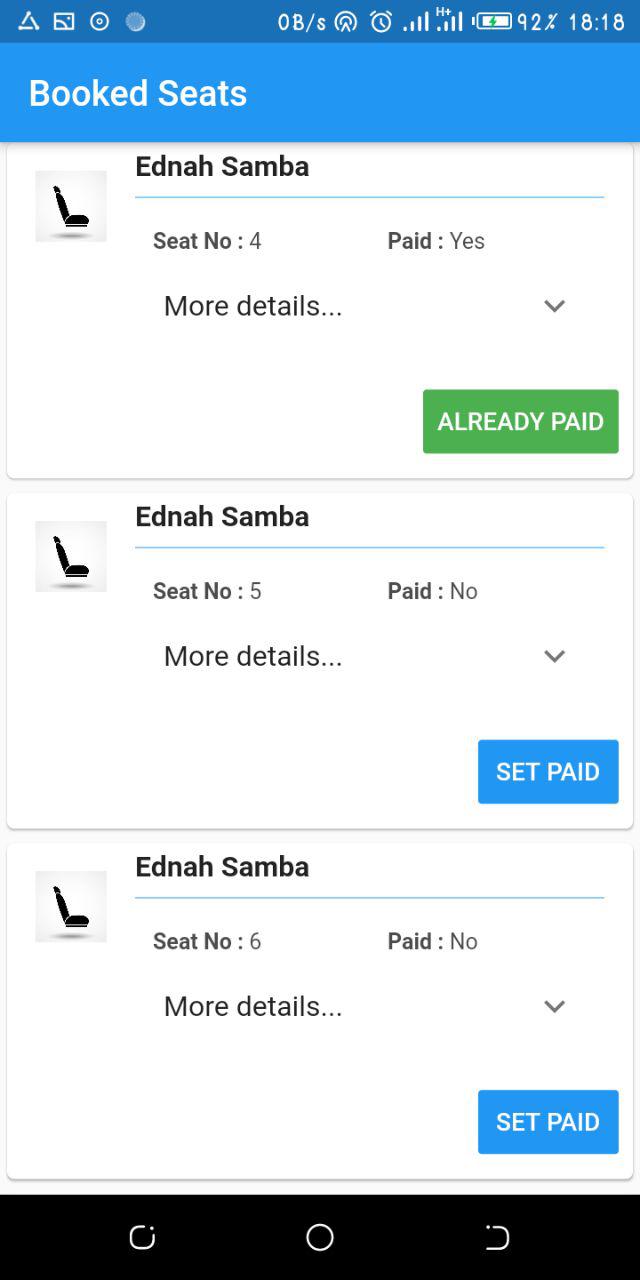 0B/s H+ 92% 18:18
Booked Seats
Ednah Samba
Seat No : 4 Paid : Yes
More details...
ALREADY PAID
Ednah Samba
Seat No : 5 Paid : No
More details...
SET PAID
Ednah Samba
Seat No : 6 Paid : No
More details...
SET PAID